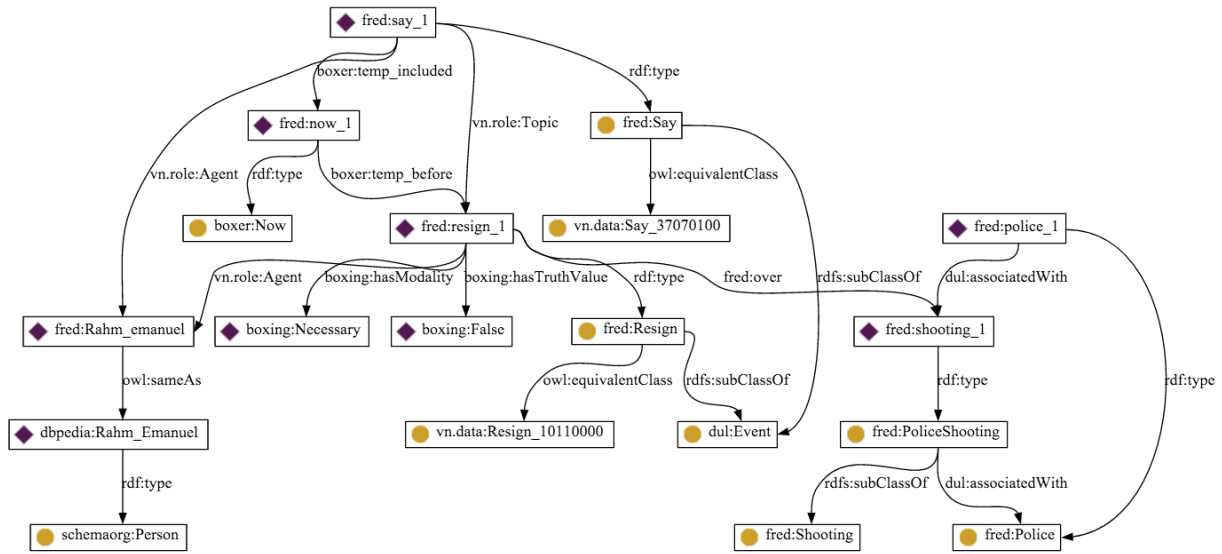 fred:say_1
boxer:temp_included
rdf:type
fred:now_1
vn.role:Topic
fred:Say
vn.role:Agent
rdf:type
boxer:temp_before
owl:equivalentClass
boxer:Now
fred:resign_1
vn.data:Say_37070100
fred:police_1
vn.role:Agent
boxing:hasModality
boxing:hasTruthValue
rdf:type
fred:over
rdfs:subClassOf
dul:associatedWith
fred:Rahm_emanuel
boxing:Necessary
boxing:False
fred:Resign
fred:shooting_1
owl:sameAs
owl:equivalentClass
rdfs:subClassOf
rdf:type
rdf:type
dbpedia:Rahm_Emanuel
vn.data:Resign_10110000
dul:Event
fred:PoliceShooting
rdf:type
rdfs:subClassOf
dul:associatedWith
schemaorg:Person
fred:Shooting
fred:Police